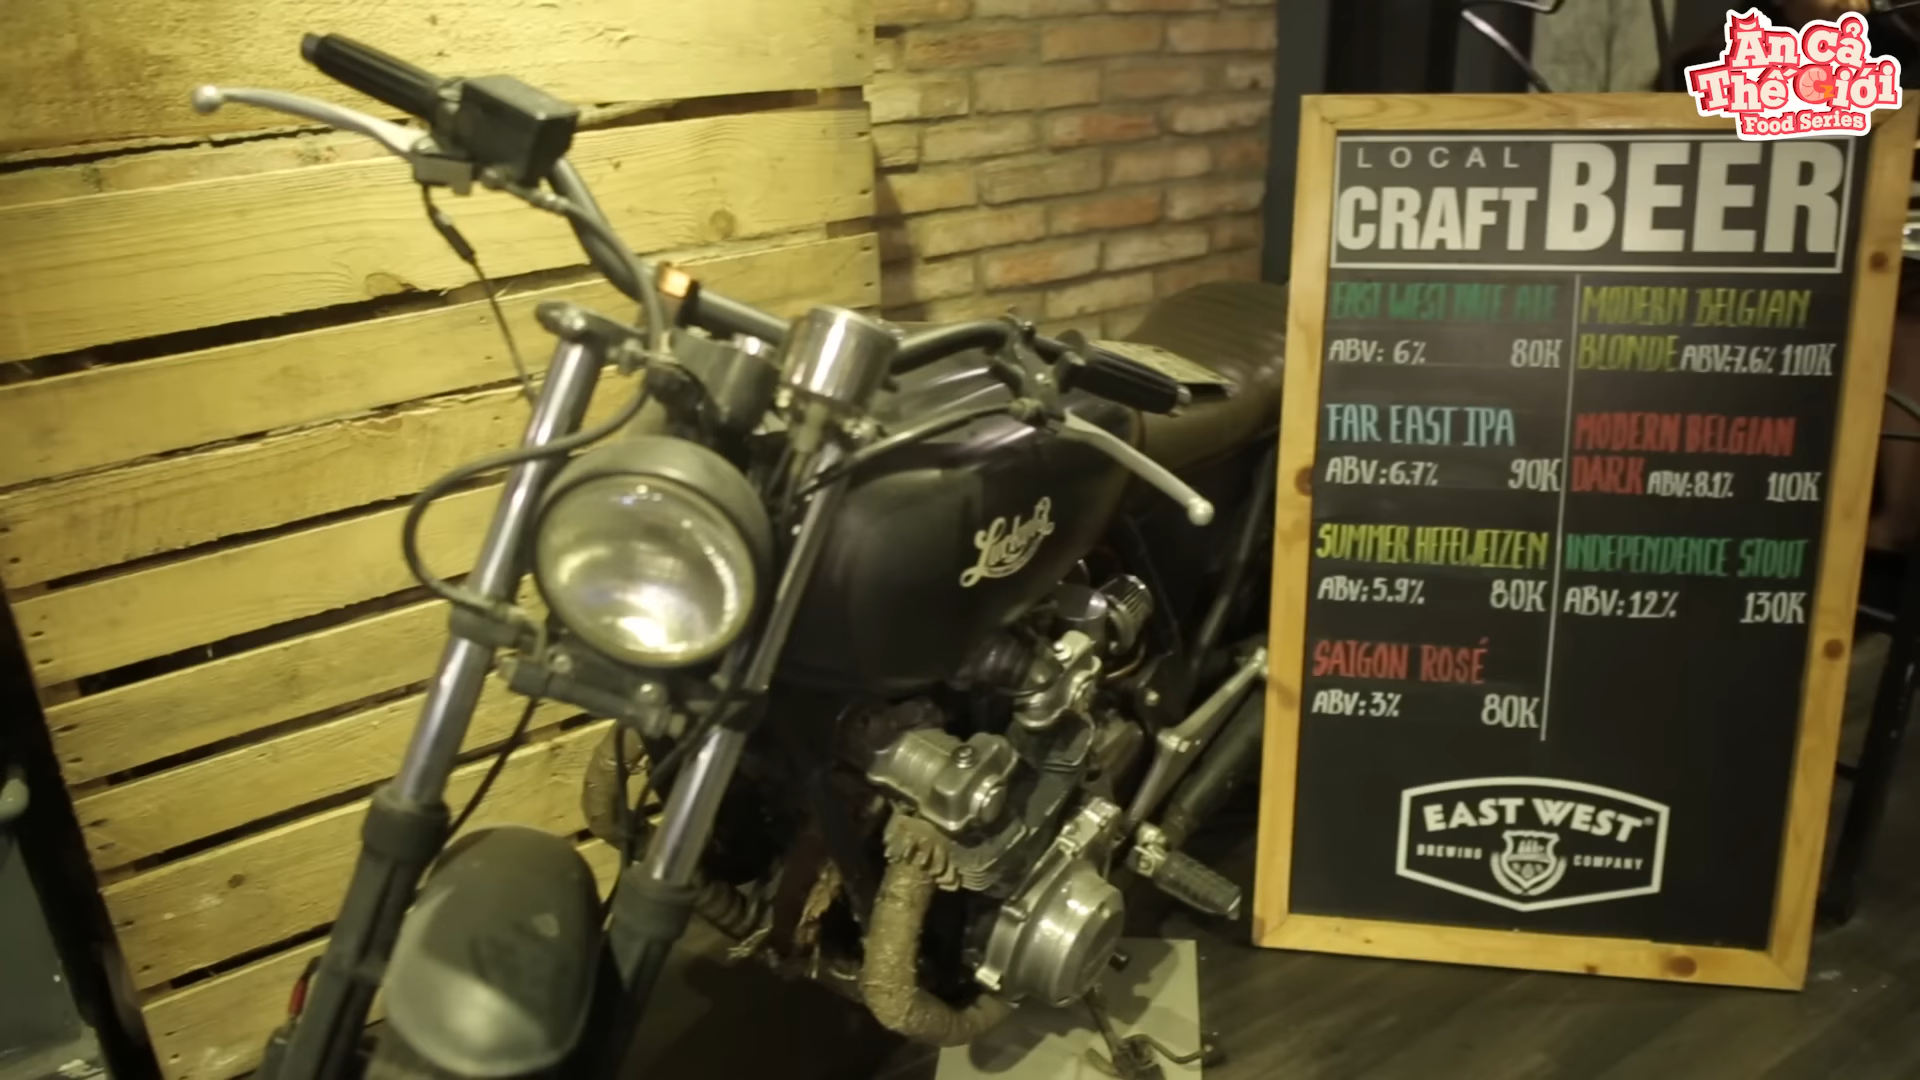 Ăn Cả
Thế Giới
Food Series
LOCAL
CRAFT BEER
EAST WEST PALE ALE
ABV: 6% 80K
FAR EAST IPA
ABV: 6.7% 90K
SUMMER HEFEWEIZEN
ABV: 5.9% 80K
SAIGON ROSÉ
ABV: 3% 80K
MODERN BELGIAN
BLONDE ABV: 7.6% 110K
MODERN BELGIAN
DARK ABV: 8.1% 110K
INDEPENDENCE STOUT
ABV: 12% 130K
EAST WEST
BREWING COMPANY